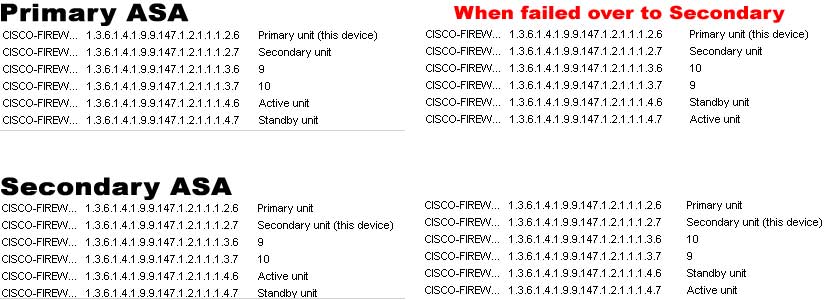 Primary ASA
CISCO-FIREW... 1.3.6.1.4.1.9.9.147.1.2.1.1.1.2.6 Primary unit (this device)
CISCO-FIREW... 1.3.6.1.4.1.9.9.147.1.2.1.1.1.2.7 Secondary unit
CISCO-FIREW... 1.3.6.1.4.1.9.9.147.1.2.1.1.1.3.6 9
CISCO-FIREW... 1.3.6.1.4.1.9.9.147.1.2.1.1.1.3.7 10
CISCO-FIREW... 1.3.6.1.4.1.9.9.147.1.2.1.1.1.4.6 Active unit
CISCO-FIREW... 1.3.6.1.4.1.9.9.147.1.2.1.1.1.4.7 Standby unit
When failed over to Secondary
CISCO-FIREW... 1.3.6.1.4.1.9.9.147.1.2.1.1.1.2.6 Primary unit (this device)
CISCO-FIREW... 1.3.6.1.4.1.9.9.147.1.2.1.1.1.2.7 Secondary unit
CISCO-FIREW... 1.3.6.1.4.1.9.9.147.1.2.1.1.1.3.6 10
CISCO-FIREW... 1.3.6.1.4.1.9.9.147.1.2.1.1.1.3.7 9
CISCO-FIREW... 1.3.6.1.4.1.9.9.147.1.2.1.1.1.4.6 Standby unit
CISCO-FIREW... 1.3.6.1.4.1.9.9.147.1.2.1.1.1.4.7 Active unit
Secondary ASA
CISCO-FIREW... 1.3.6.1.4.1.9.9.147.1.2.1.1.1.2.6 Primary unit
CISCO-FIREW... 1.3.6.1.4.1.9.9.147.1.2.1.1.1.2.7 Secondary unit (this device)
CISCO-FIREW... 1.3.6.1.4.1.9.9.147.1.2.1.1.1.3.6 9
CISCO-FIREW... 1.3.6.1.4.1.9.9.147.1.2.1.1.1.3.7 10
CISCO-FIREW... 1.3.6.1.4.1.9.9.147.1.2.1.1.1.4.6 Active unit
CISCO-FIREW... 1.3.6.1.4.1.9.9.147.1.2.1.1.1.4.7 Standby unit
CISCO-FIREW... 1.3.6.1.4.1.9.9.147.1.2.1.1.1.2.6 Primary unit
CISCO-FIREW... 1.3.6.1.4.1.9.9.147.1.2.1.1.1.2.7 Secondary unit (this device)
CISCO-FIREW... 1.3.6.1.4.1.9.9.147.1.2.1.1.1.3.6 10
CISCO-FIREW... 1.3.6.1.4.1.9.9.147.1.2.1.1.1.3.7 9
CISCO-FIREW... 1.3.6.1.4.1.9.9.147.1.2.1.1.1.4.6 Standby unit
CISCO-FIREW... 1.3.6.1.4.1.9.9.147.1.2.1.1.1.4.7 Active unit